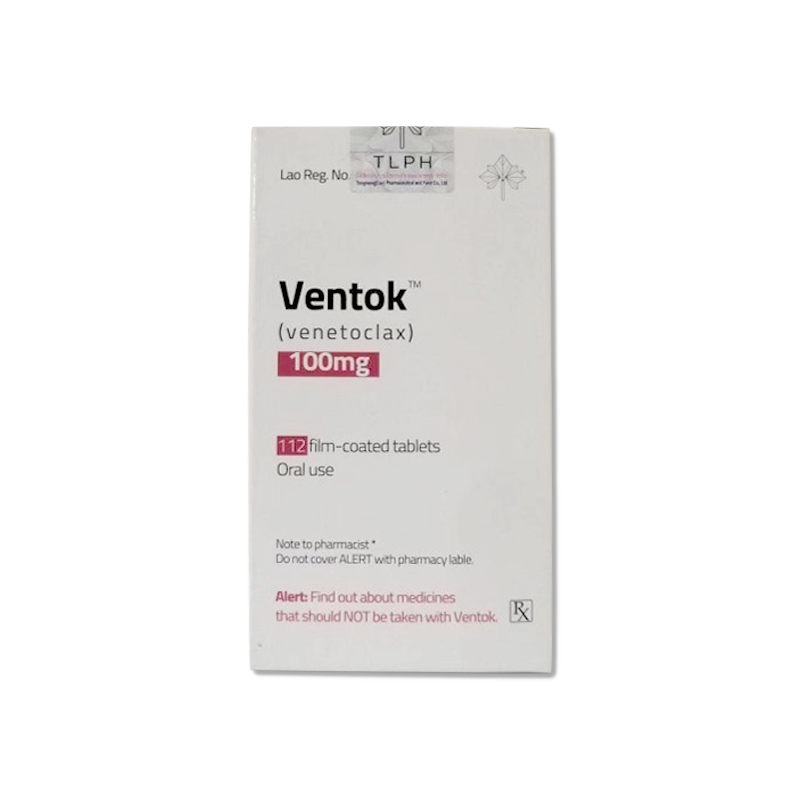 TLPH
Lao Reg. No.
Ventok™
(venetoclax)
100mg
112 film-coated tablets
Oral use
Note to pharmacist *
Do not cover ALERT with pharmacy lable.
Alert: Find out about medicines
that should NOT be taken with Ventok.
Rx